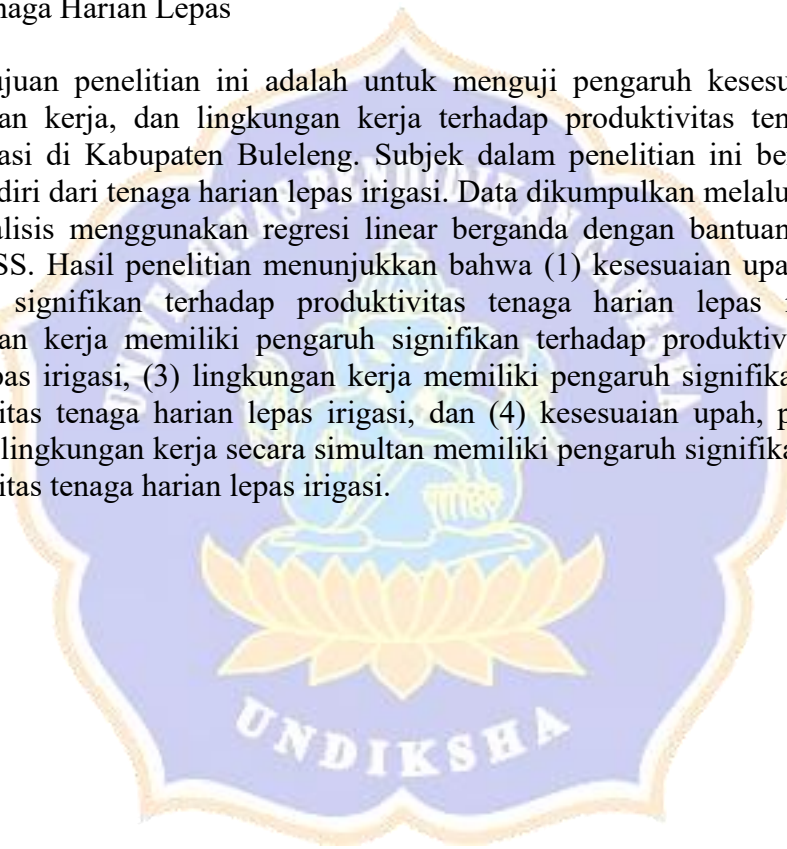 naga Harian Lepas
ujuan penelitian ini adalah untuk menguji pengaruh kesesu
an kerja, dan lingkungan kerja terhadap produktivitas ten
asi di Kabupaten Buleleng. Subjek dalam penelitian ini be
diri dari tenaga harian lepas irigasi. Data dikumpulkan melalu
alisis menggunakan regresi linear berganda dengan bantuan
SS. Hasil penelitian menunjukkan bahwa (1) kesesuaian upa
signifikan terhadap produktivitas tenaga harian lepas
an kerja memiliki pengaruh signifikan terhadap produktiv
pas irigasi, (3) lingkungan kerja memiliki pengaruh signifika
itas tenaga harian lepas irigasi, dan (4) kesesuaian upah, p
lingkungan kerja secara simultan memiliki pengaruh signifika
itas tenaga harian lepas irigasi.
UNIVERSITAS PENDIDIKAN GANESHA
UNDIKSHA